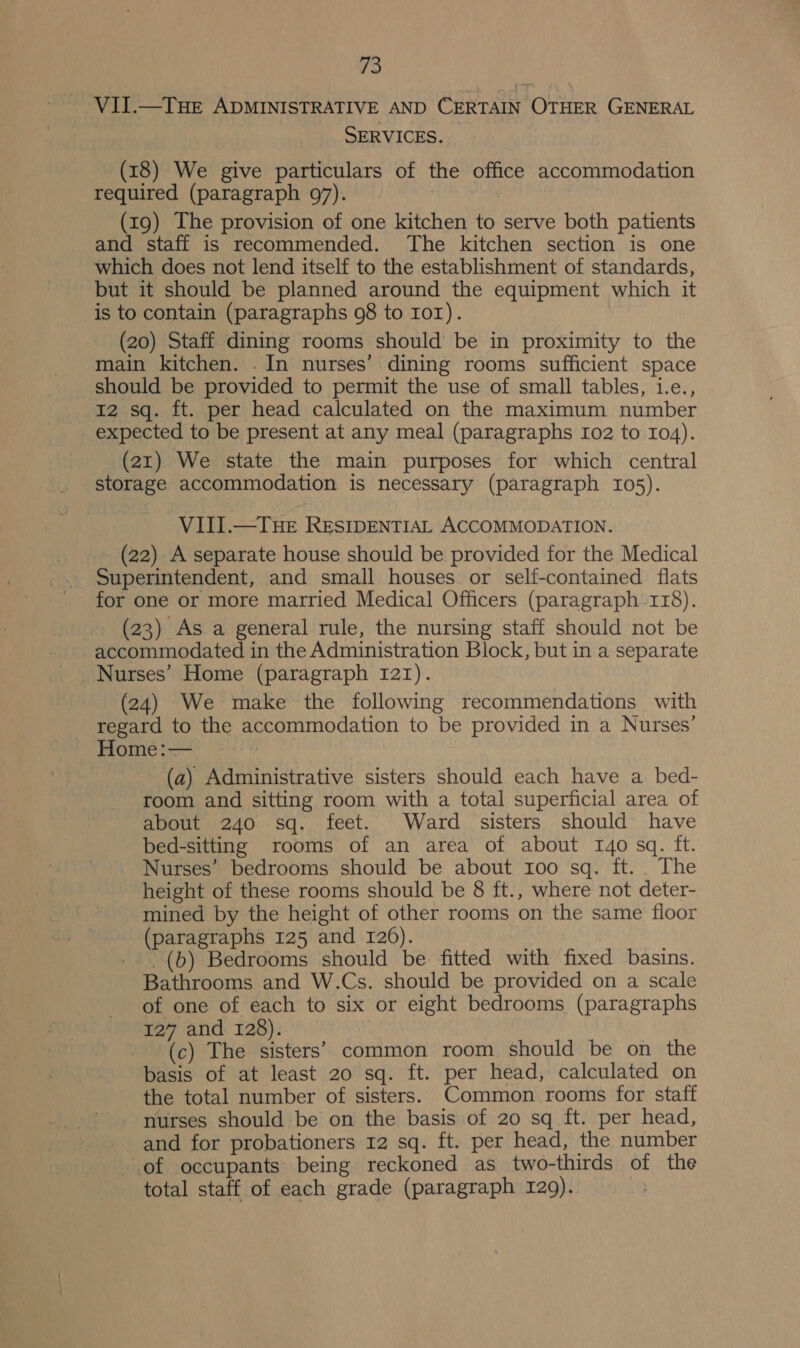 73
VII.—THE ADMINISTRATIVE AND CERTAIN OTHER GENERAL
SERVICES.
(18) We give particulars of the office accommodation
required (paragraph 97).
(19) The provision of one kitchen to serve both patients
and staff is recommended. The kitchen section is one
which does not lend itself to the establishment of standards,
but it should be planned around the equipment which it
is to contain (paragraphs 98 to 101).
(20) Staff dining rooms should be in proximity to the
main kitchen. In nurses’ dining rooms sufficient space
should be provided to permit the use of small tables, i.e.,
12 sq. ft. per head calculated on the maximum number
expected to be present at any meal (paragraphs 102 to 104).
(21) We state the main purposes for which central
storage accommodation is necessary (paragraph 105).
VIII.—THE RESIDENTIAL ACCOMMODATION.
(22) A separate house should be provided for the Medical
Superintendent, and small houses or self-contained flats
for one or more married Medical Officers (paragraph 118).
(23) As a general rule, the nursing staff should not be
accommodated in the Administration Block, but in a separate
Nurses’ Home (paragraph 121).
(24) We make the following recommendations with
regard to the accommodation to be provided in a Nurses’
Home:—
(a) Administrative sisters should each have a bed-
room and sitting room with a total superficial area of
about 240 sq. feet. Ward sisters should have
bed-sitting rooms of an area of about 140 sq. ft.
Nurses’ bedrooms should be about 100 sq. ft. The
height of these rooms should be 8 ft., where not deter-
mined by the height of other rooms on the same floor
(paragraphs 125 and 126).
(b) Bedrooms should be fitted with fixed basins.
Bathrooms and W.Cs. should be provided on a scale
of one of each to six or eight bedrooms (paragraphs
127 and 128).
(c) The sisters’ common room should be on the
basis of at least 20 sq. ft. per head, calculated on
the total number of sisters. Common rooms for staff
nurses should be on the basis of 20 sq ft. per head,
and for probationers 12 sq. ft. per head, the number
of occupants being reckoned as two-thirds of the
total staff of each grade (paragraph 129).